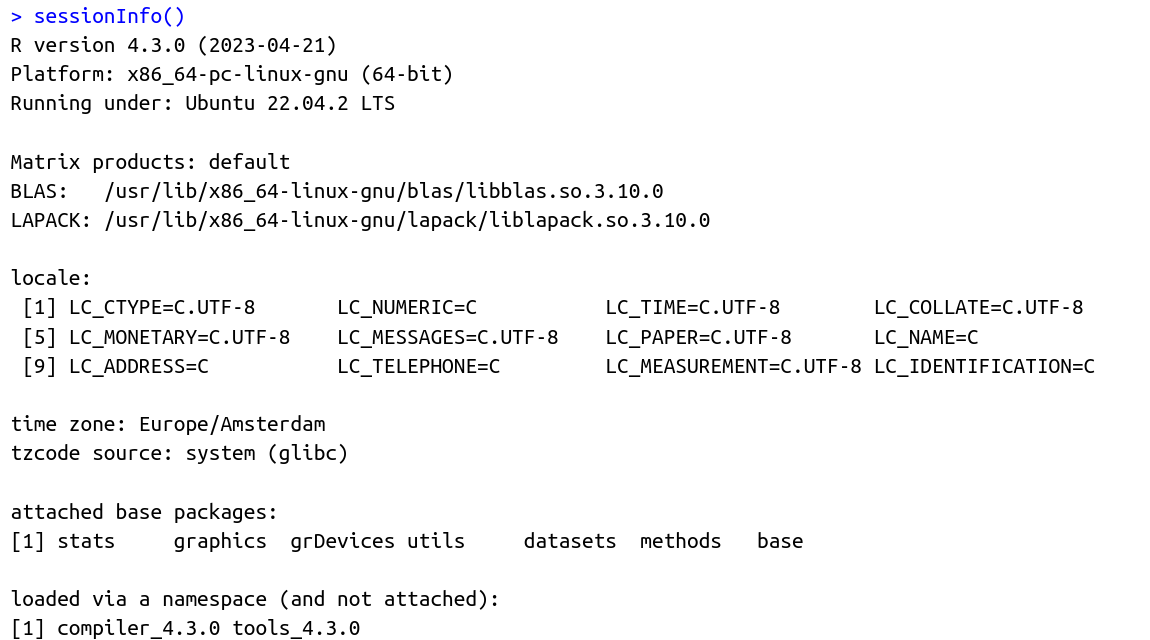 > sessionInfo()
R version 4.3.0 (2023-04-21)
Platform: x86_64-pc-linux-gnu (64-bit)
Running under: Ubuntu 22.04.2 LTS

Matrix products: default
BLAS:   /usr/lib/x86_64-linux-gnu/blas/libblas.so.3.10.0
LAPACK: /usr/lib/x86_64-linux-gnu/lapack/liblapack.so.3.10.0

locale:
 [1] LC_CTYPE=C.UTF-8       LC_NUMERIC=C           LC_TIME=C.UTF-8        LC_COLLATE=C.UTF-8
 [5] LC_MONETARY=C.UTF-8    LC_MESSAGES=C.UTF-8    LC_PAPER=C.UTF-8       LC_NAME=C
 [9] LC_ADDRESS=C           LC_TELEPHONE=C         LC_MEASUREMENT=C.UTF-8 LC_IDENTIFICATION=C

time zone: Europe/Amsterdam
tzcode source: system (glibc)

attached base packages:
[1] stats     graphics  grDevices utils     datasets  methods   base

loaded via a namespace (and not attached):
[1] compiler_4.3.0 tools_4.3.0